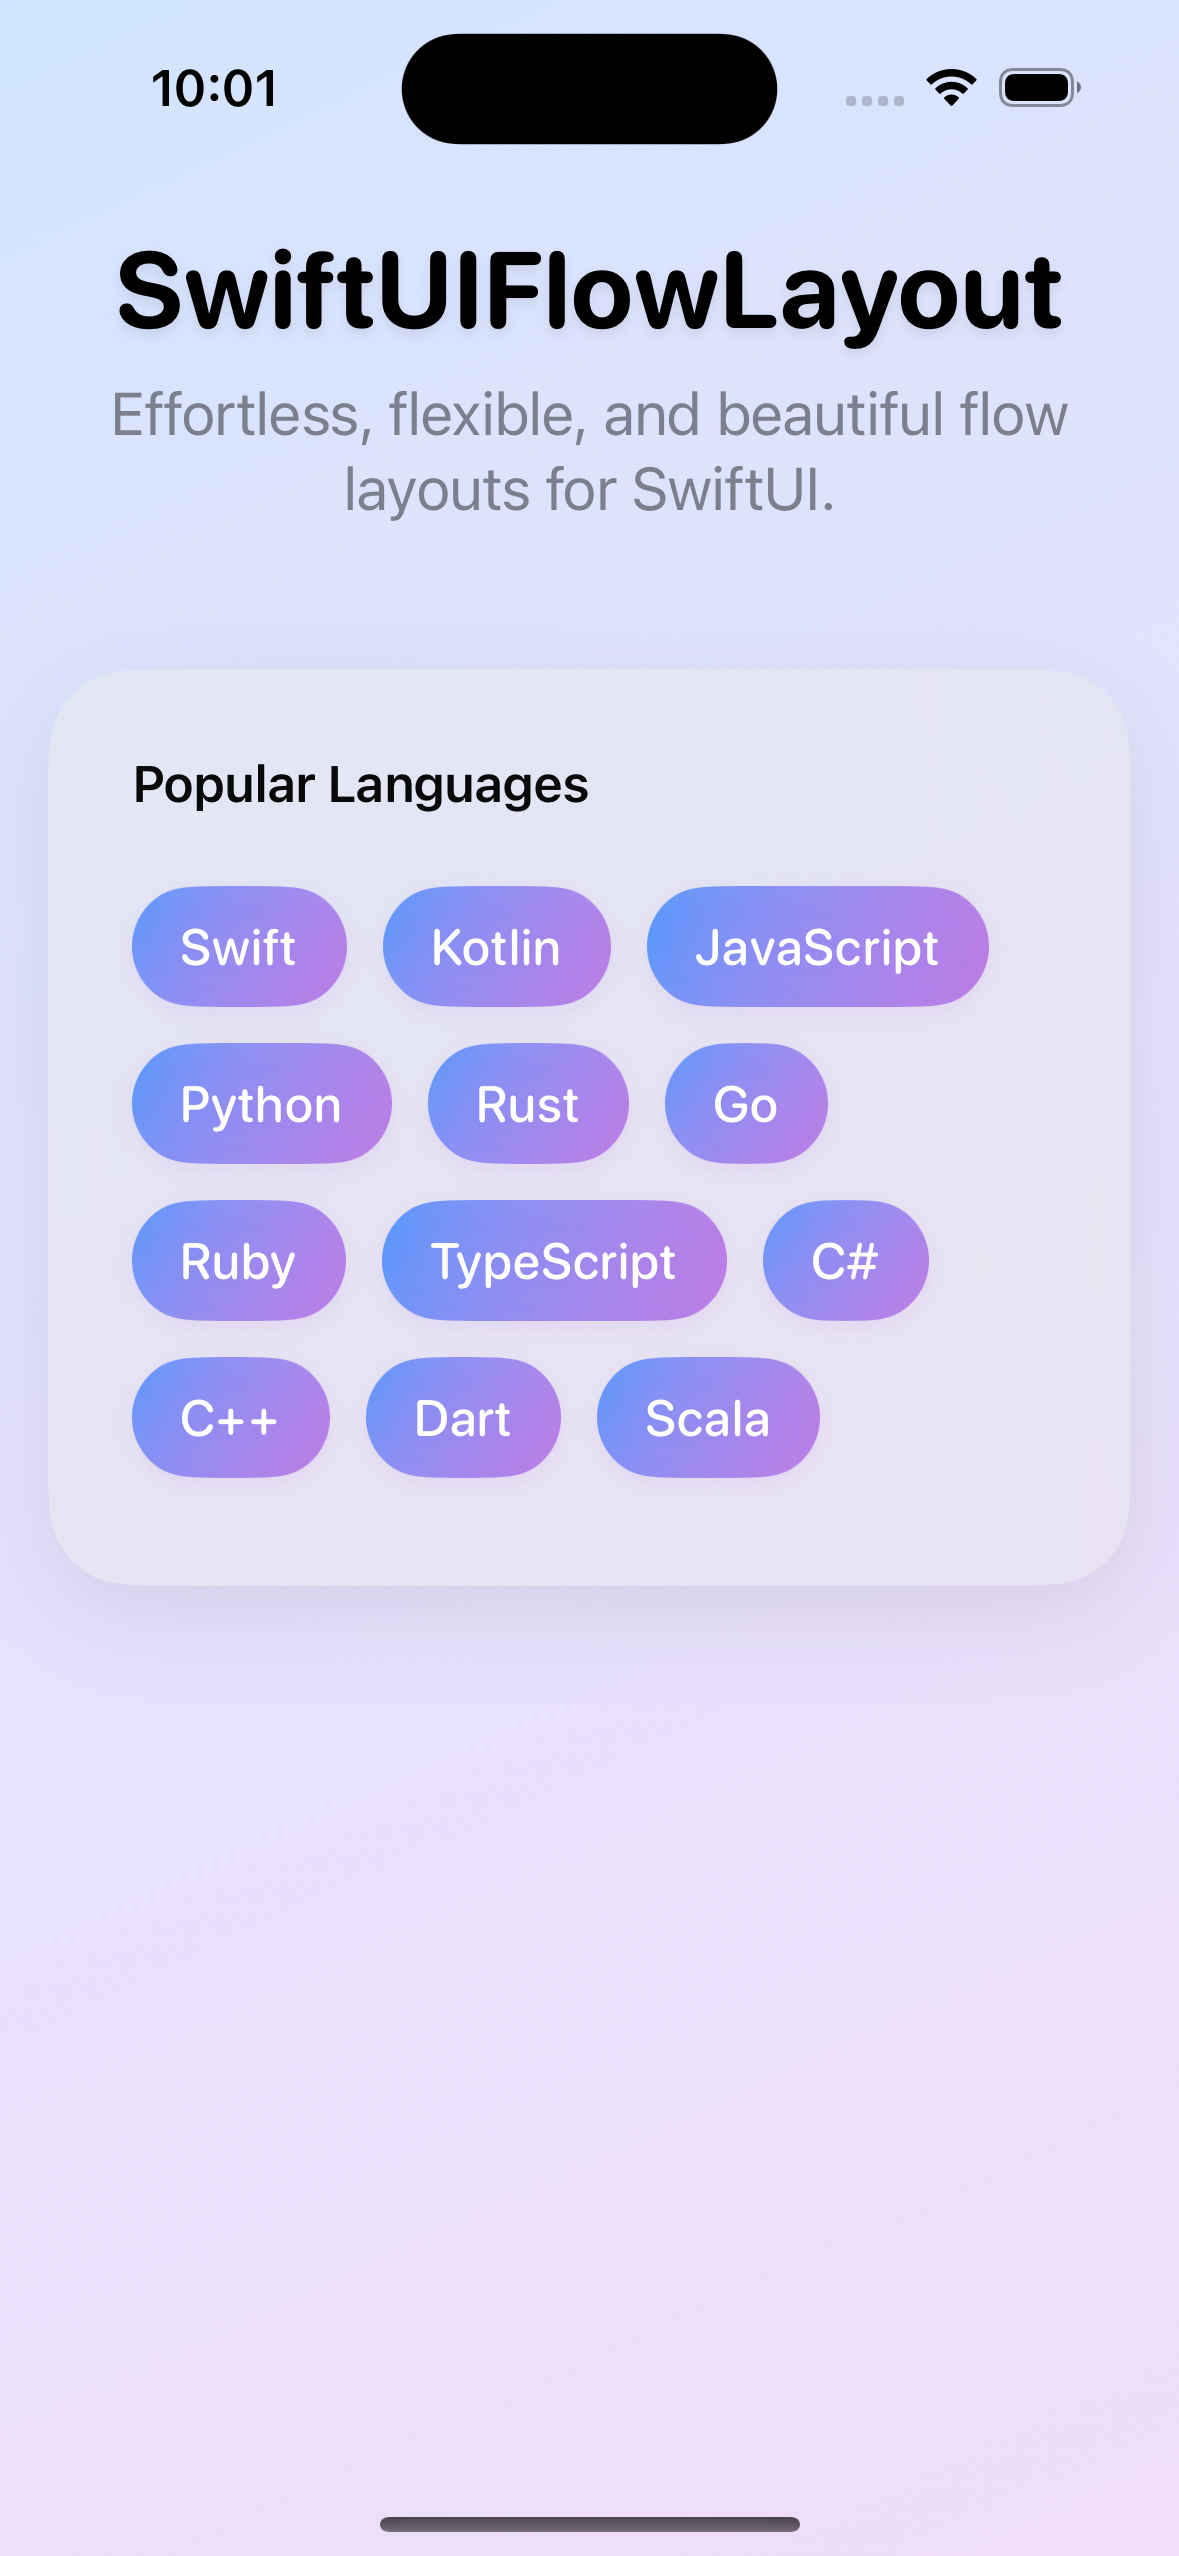 10:01
SwiftUIFlowLayout
Effortless, flexible, and beautiful flow
layouts for SwiftUI.
Popular Languages
Swift Kotlin JavaScript
Python Rust Go
Ruby TypeScript C#
C++ Dart Scala